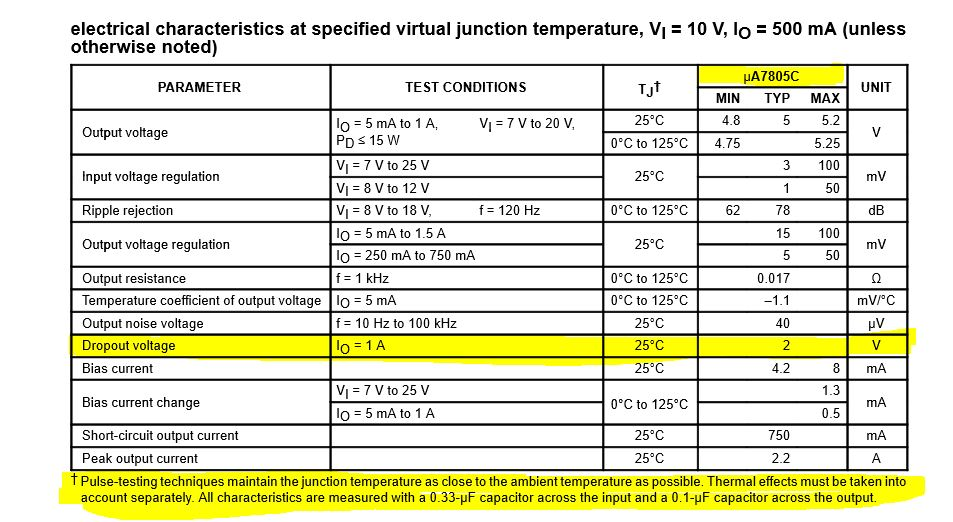 electrical characteristics at specified virtual junction temperature, VI = 10 V, IO = 500 mA (unless
otherwise noted)
PARAMETER TEST CONDITIONS TJ† µA7805C UNIT
MIN TYP MAX
Output voltage IO = 5 mA to 1 A, VI = 7 V to 20 V, PD ≤ 15 W 25°C 4.8 5 5.2 V
0°C to 125°C 4.75 5.25
Input voltage regulation VI = 7 V to 25 V 25°C 3 100 mV
VI = 8 V to 12 V 1 50
Ripple rejection VI = 8 V to 18 V, f = 120 Hz 0°C to 125°C 62 78 dB
Output voltage regulation IO = 5 mA to 1.5 A 25°C 15 100 mV
IO = 250 mA to 750 mA 5 50
Output resistance f = 1 kHz 0°C to 125°C 0.017 Ω
Temperature coefficient of output voltage IO = 5 mA 0°C to 125°C –1.1 mV/°C
Output noise voltage f = 10 Hz to 100 kHz 25°C 40 µV
Dropout voltage IO = 1 A 25°C 2 V
Bias current 25°C 4.2 8 mA
Bias current change VI = 7 V to 25 V 0°C to 125°C 1.3 mA
IO = 5 mA to 1 A 0.5
Short-circuit output current 25°C 750 mA
Peak output current 25°C 2.2 A
† Pulse-testing techniques maintain the junction temperature as close to the ambient temperature as possible. Thermal effects must be taken into
account separately. All characteristics are measured with a 0.33-µF capacitor across the input and a 0.1-µF capacitor across the output.